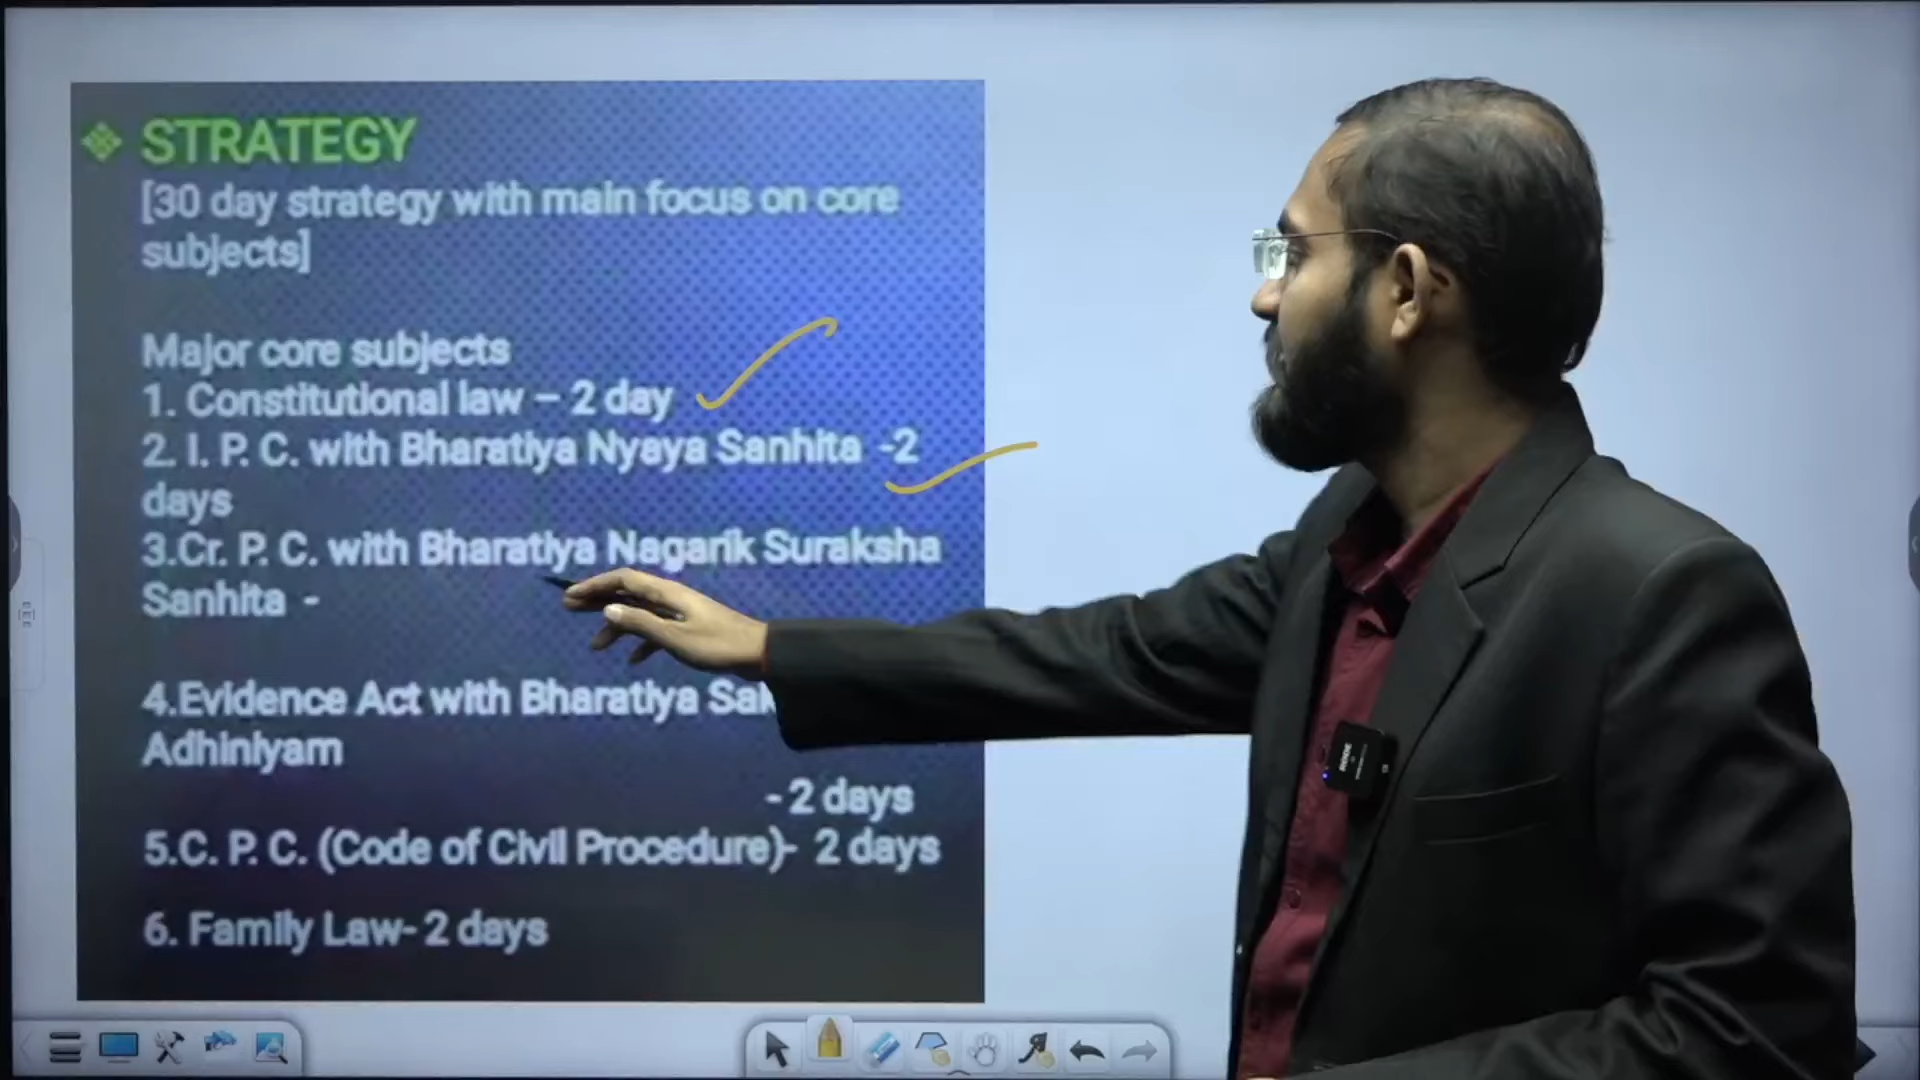 STRATEGY
[30 day strategy with main focus on core
subjects]
Major core subjects
1. Constitutional law – 2 day
2. I. P. C. with Bharatiya Nyaya Sanhita -2
days
3.Cr. P. C. with Bharatiya Nagarik Suraksha
Sanhita -
4.Evidence Act with Bharatiya Sak
Adhiniyam
- 2 days
5.C. P. C. (Code of Civil Procedure)- 2 days
6. Family Law- 2 days
RODE